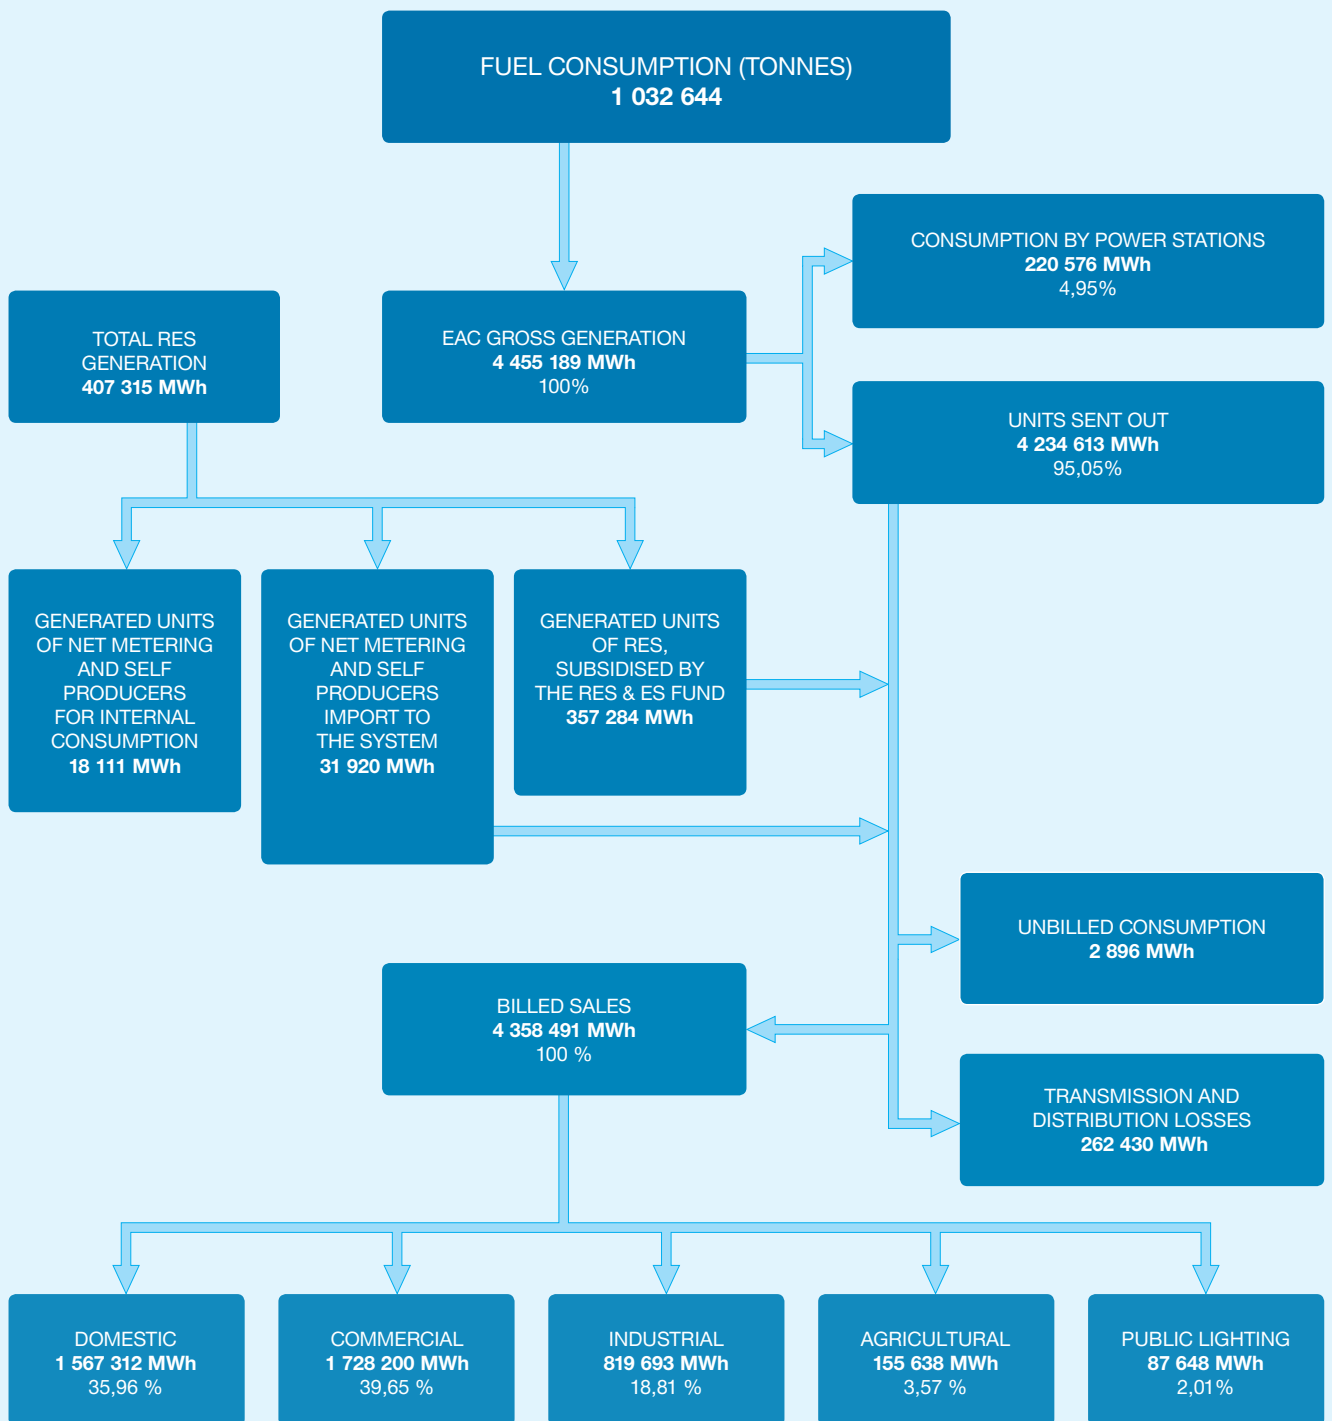 FUEL CONSUMPTION (TONNES)
1 032 644
CONSUMPTION BY POWER STATIONS
220 576 MWh
4,95%
TOTAL RES
GENERATION
407 315 MWh
EAC GROSS GENERATION
4 455 189 MWh
100%
UNITS SENT OUT
4 234 613 MWh
95,05%
GENERATED UNITS
OF NET METERING
AND SELF
PRODUCERS
FOR INTERNAL
CONSUMPTION
18 111 MWh
GENERATED UNITS
OF NET METERING
AND SELF
PRODUCERS
IMPORT TO
THE SYSTEM
31 920 MWh
GENERATED UNITS
OF RES,
SUBSIDISED BY
THE RES & ES FUND
357 284 MWh
UNBILLED CONSUMPTION
2 896 MWh
BILLED SALES
4 358 491 MWh
100 %
TRANSMISSION AND
DISTRIBUTION LOSSES
262 430 MWh
DOMESTIC
1 567 312 MWh
35,96 %
COMMERCIAL
1 728 200 MWh
39,65 %
INDUSTRIAL
819 693 MWh
18,81 %
AGRICULTURAL
155 638 MWh
3,57 %
PUBLIC LIGHTING
87 648 MWh
2,01%